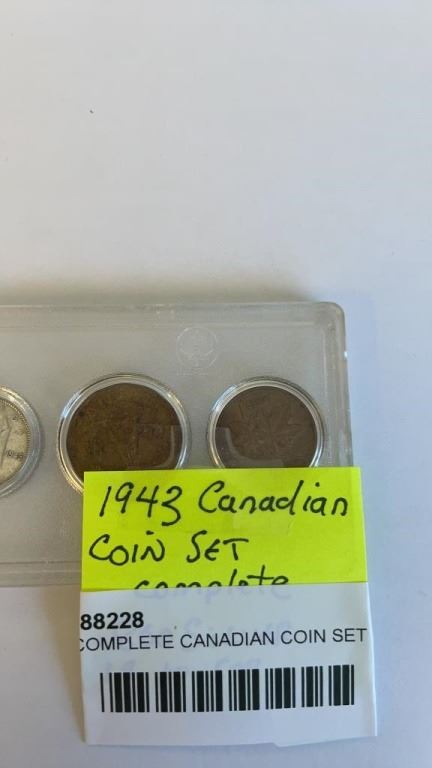 1943 Canadian
COIN SET
complete
88228
COMPLETE CANADIAN COIN SET